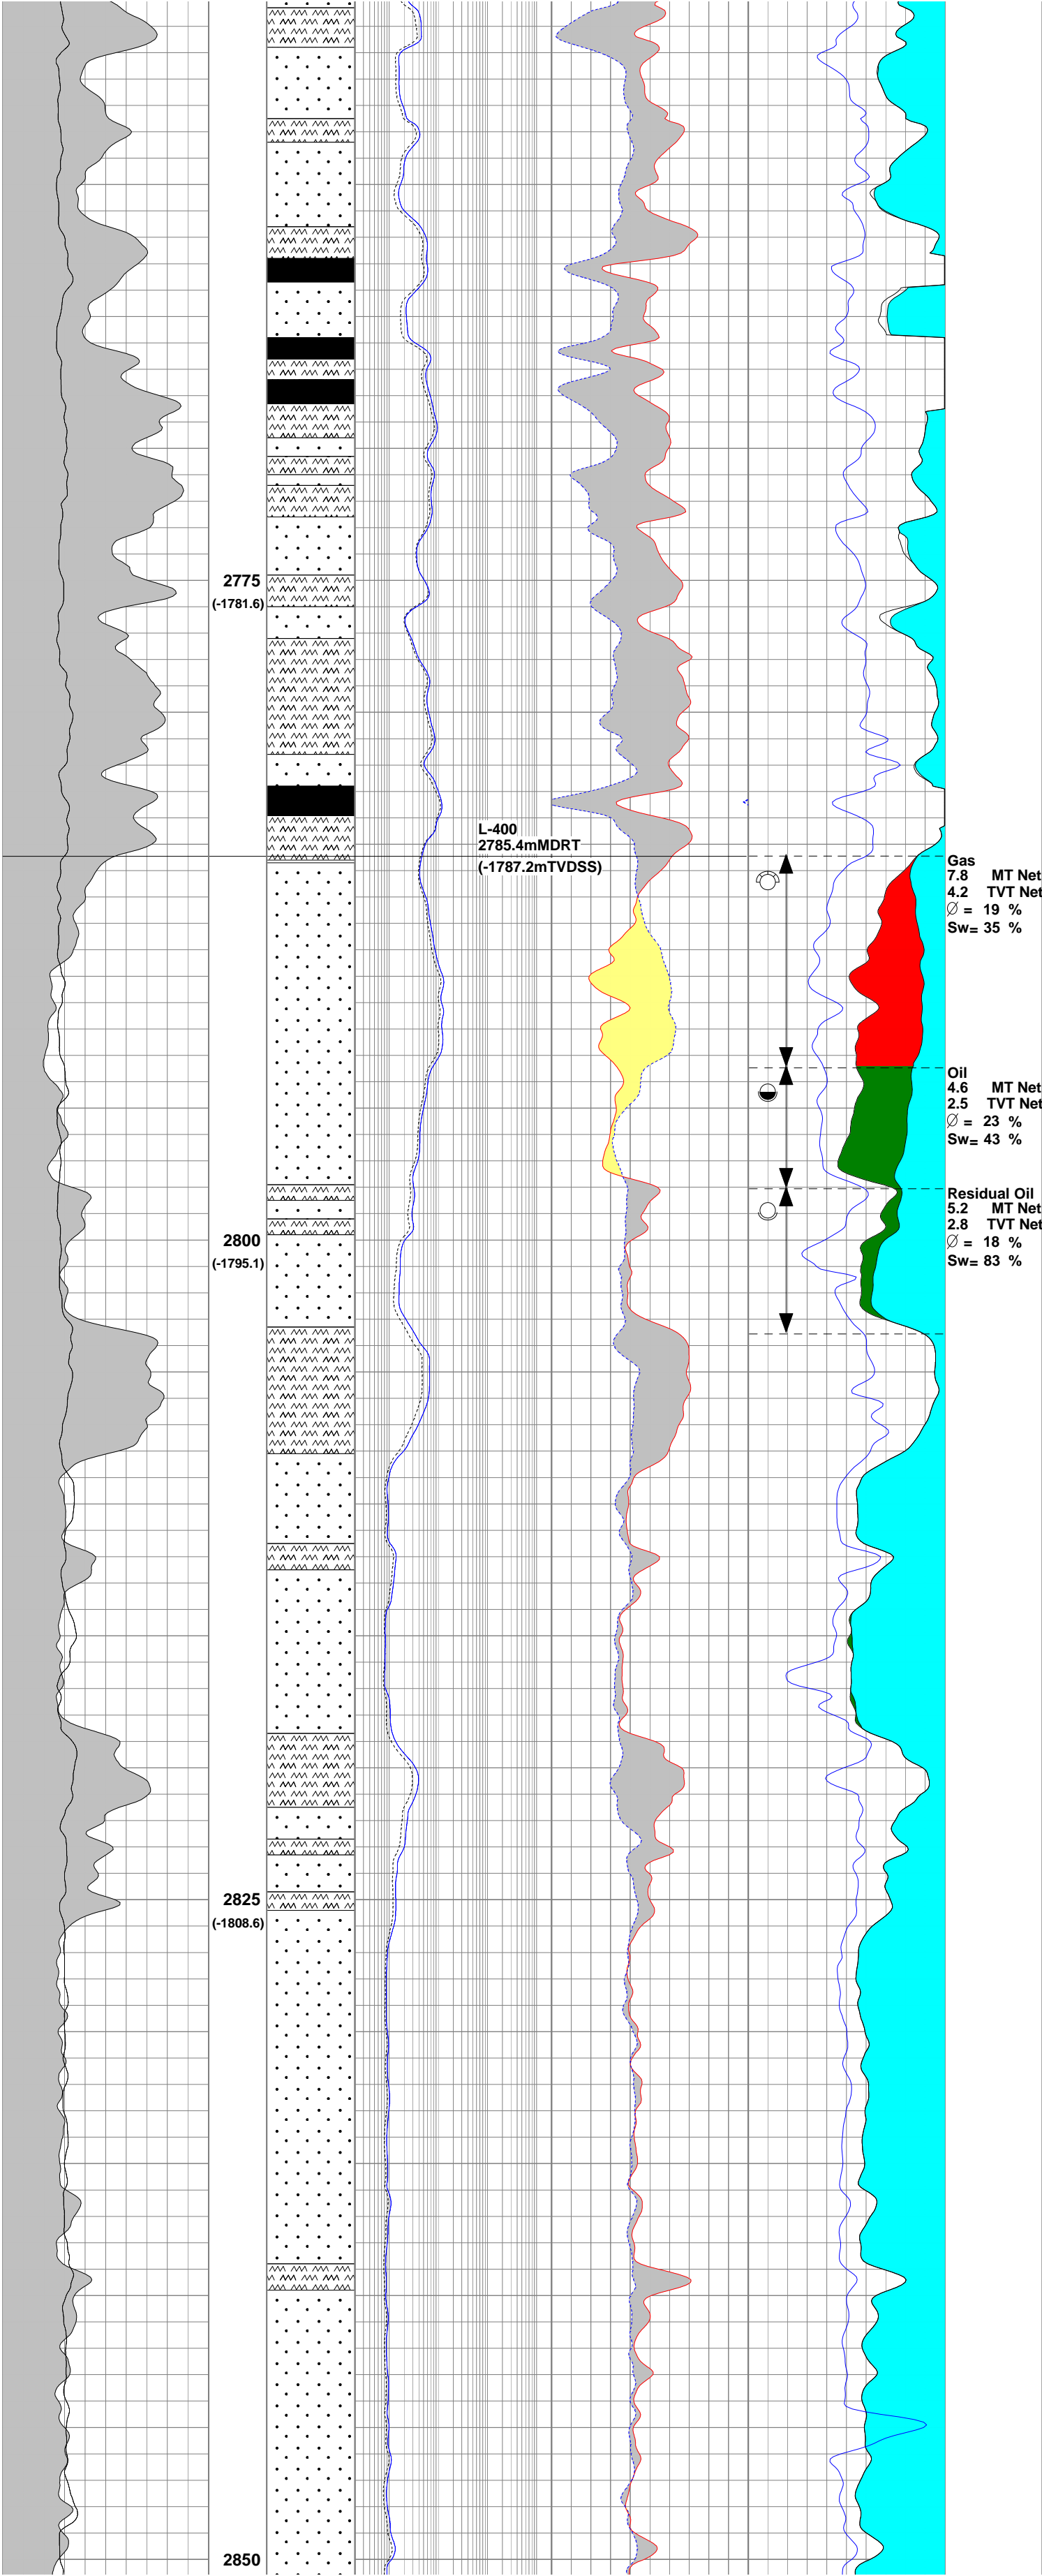 2775
(-1781.6)
L-400
2785.4mMDRT
(-1787.2mTVDSS)
Gas
7.8 MT Net
4.2 TVT Net
∅ = 19 %
Sw= 35 %
Oil
4.6 MT Net
2.5 TVT Net
∅ = 23 %
Sw= 43 %
Residual Oil
5.2 MT Net
2.8 TVT Net
∅ = 18 %
Sw= 83 %
2800
(-1795.1)
2825
(-1808.6)
2850